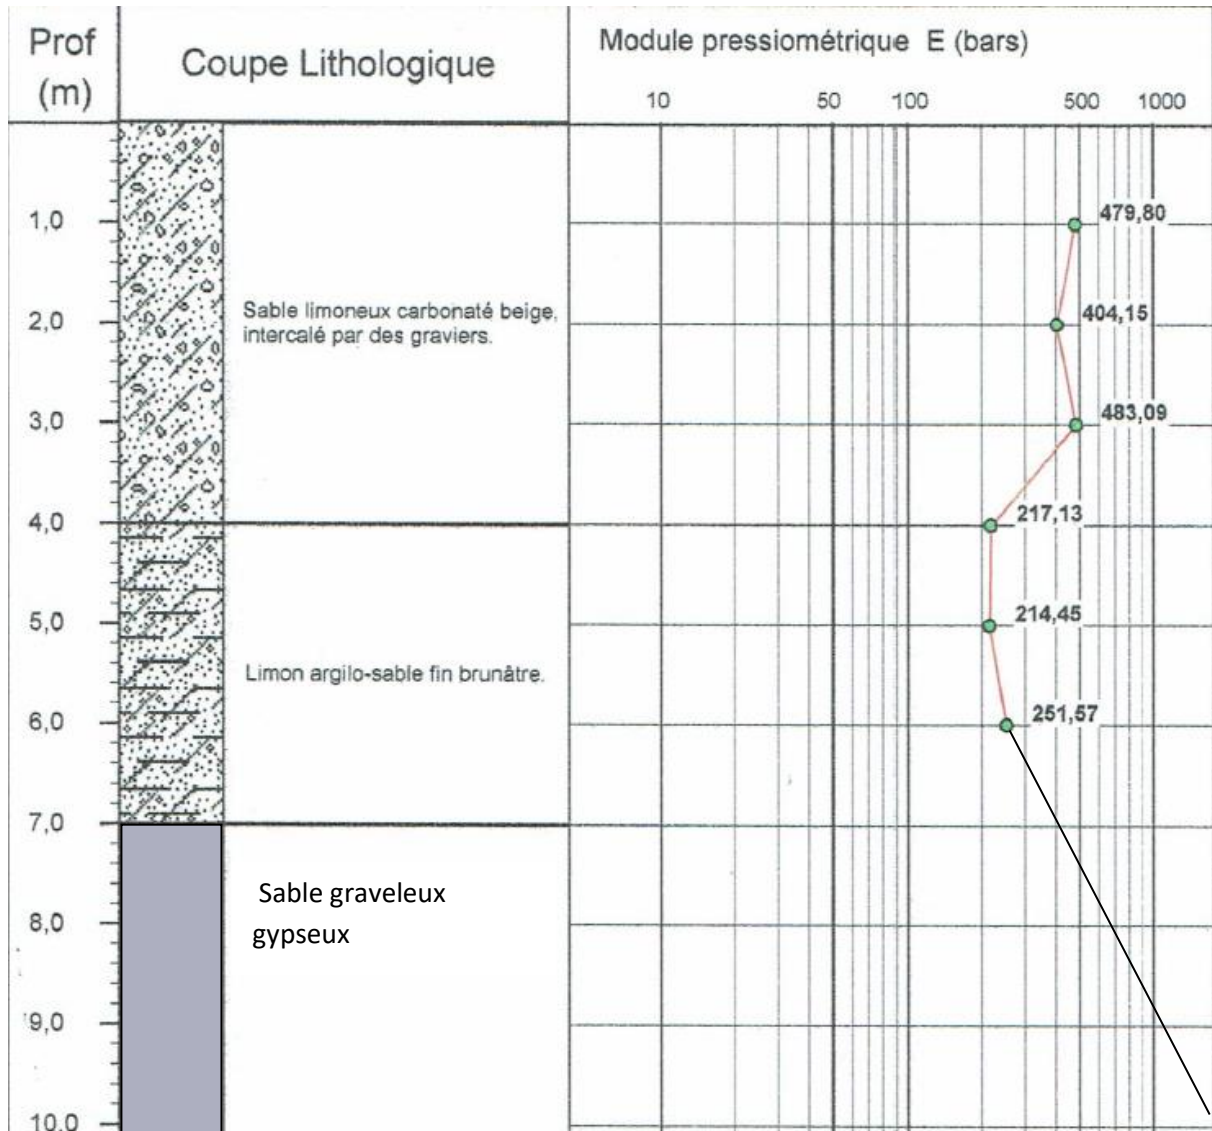 Prof
(m)
Coupe Lithologique
Module pressiométrique E (bars)
10 50 100 500 1000
1,0
479,80
Sable limoneux carbonaté beige,
intercalé par des graviers.
2,0
404,15
3,0
483,09
4,0
217,13
5,0
214,45
Limon argilo-sable fin brunâtre.
6,0
251,57
7,0
Sable graveleux
gypseux
8,0
9,0
10,0